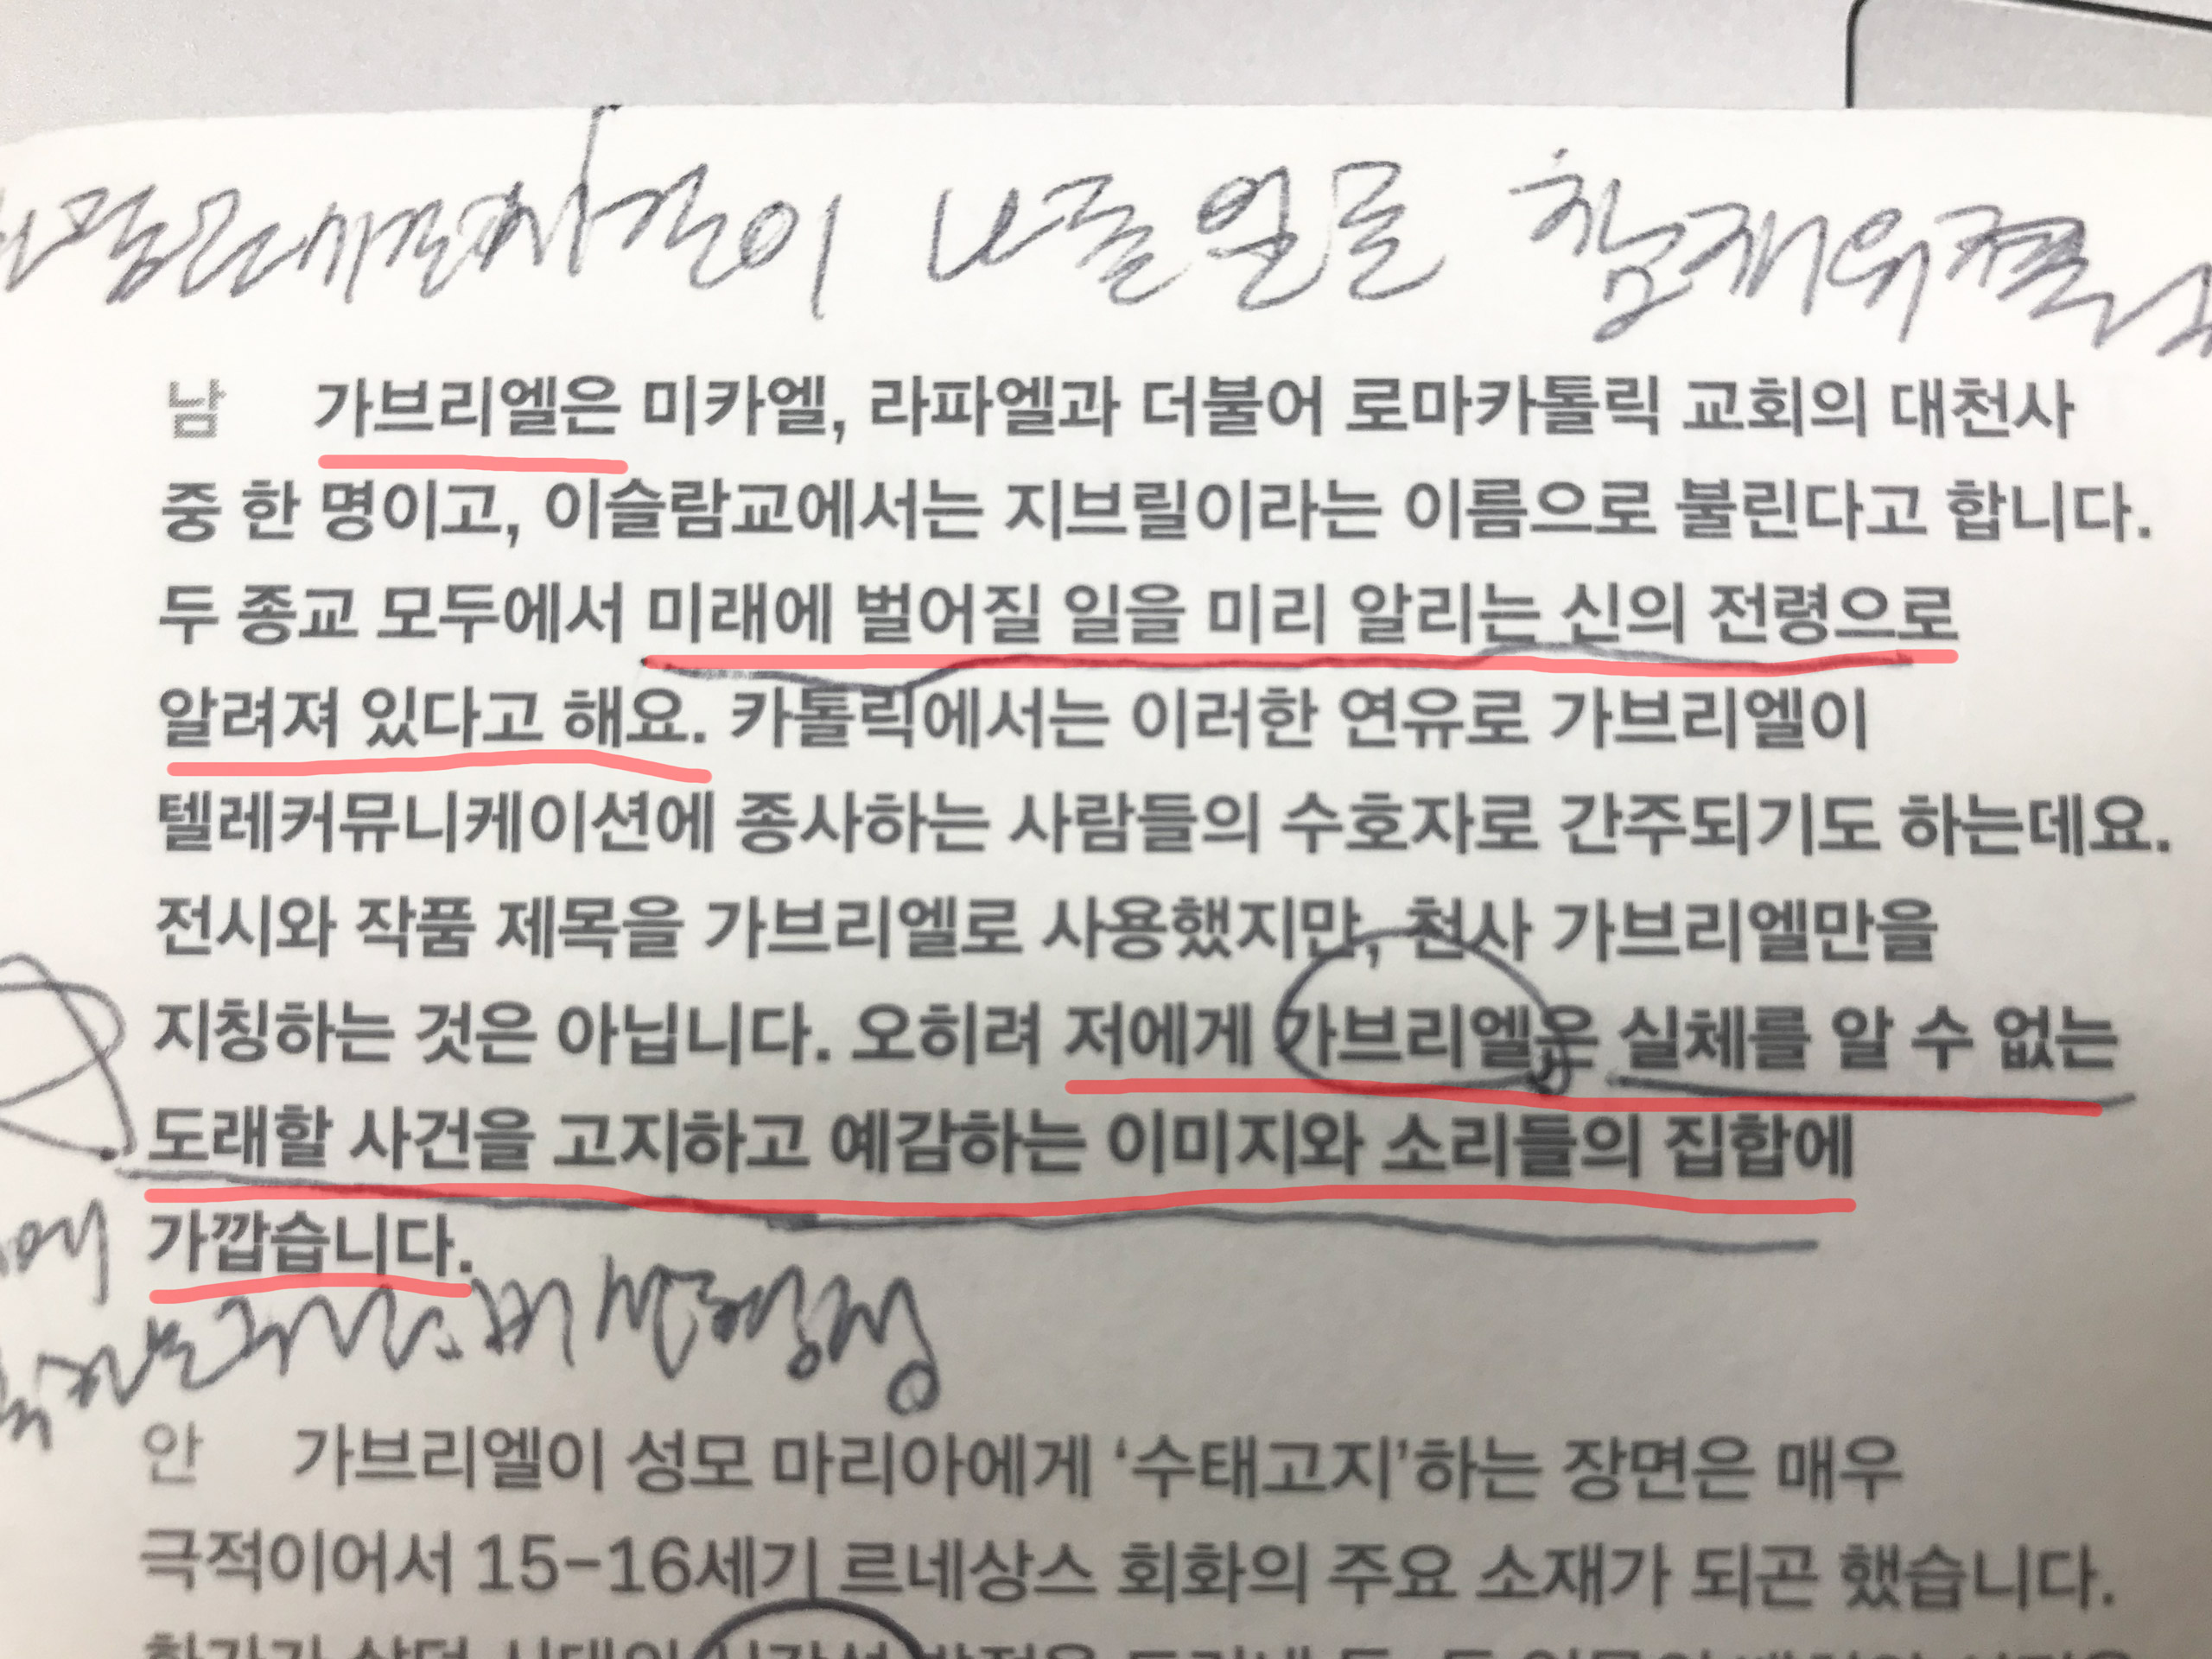 이 나를 일을 잠재워줄
남 가브리엘은 미카엘, 라파엘과 더불어 로마카톨릭 교회의 대천사
중 한 명이고, 이슬람교에서는 지브릴이라는 이름으로 불린다고 합니다.
두 종교 모두에서 미래에 벌어질 일을 미리 알리는 신의 전령으로
알려져 있다고 해요. 카톨릭에서는 이러한 연유로 가브리엘이
텔레커뮤니케이션에 종사하는 사람들의 수호자로 간주되기도 하는데요.
전시와 작품 제목을 가브리엘로 사용했지만, 천사 가브리엘만을
지칭하는 것은 아닙니다. 오히려 저에게 가브리엘은 실체를 알 수 없는
도래할 사건을 고지하고 예감하는 이미지와 소리들의 집합에
가깝습니다.
안 가브리엘이 성모 마리아에게 ‘수태고지’하는 장면은 매우
극적이어서 15–16세기 르네상스 회화의 주요 소재가 되곤 했습니다.